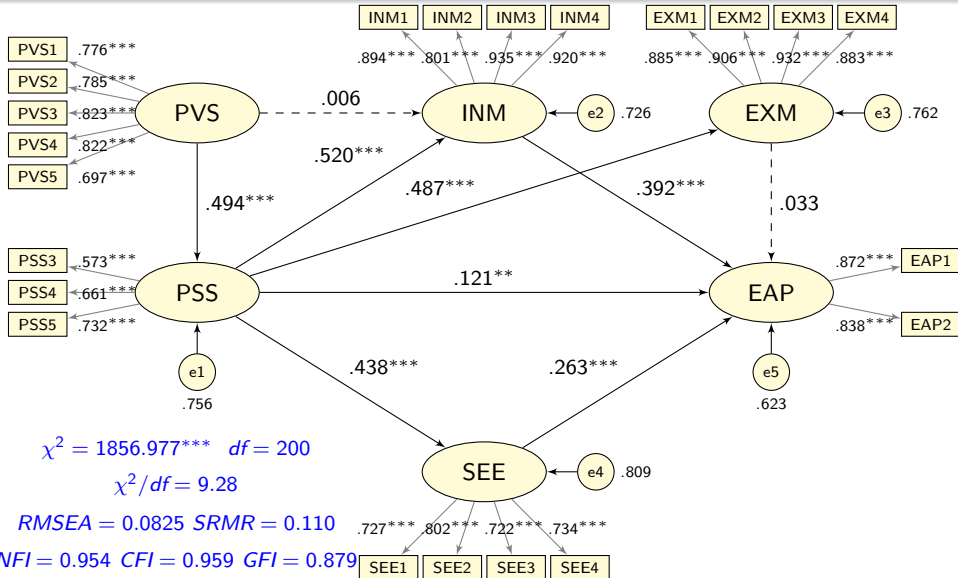 INM1 INM2 INM3 INM4 EXM1 EXM2 EXM3 EXM4
PVS1 .776***
.894*** .801*** .935*** .920*** .885*** .906*** .932*** .883***
PVS2 .785***
PVS3 .823*** PVS .006 INM e2 .726 EXM e3 .762
PVS4 .822***
PVS5 .697***
.520***
.487*** .392***
.494*** .033
PSS3 .573*** .872*** EAP1
PSS4 .661*** PSS .121** EAP
PSS5 .732*** .838*** EAP2
.438*** .263***
e1 e5
.756 .623
χ² = 1856.977*** df = 200
χ²/df = 9.28
SEE e4 .809
RMSEA = 0.0825 SRMR = 0.110
.727*** .802*** .722*** .734***
NFI = 0.954 CFI = 0.959 GFI = 0.879
SEE1 SEE2 SEE3 SEE4